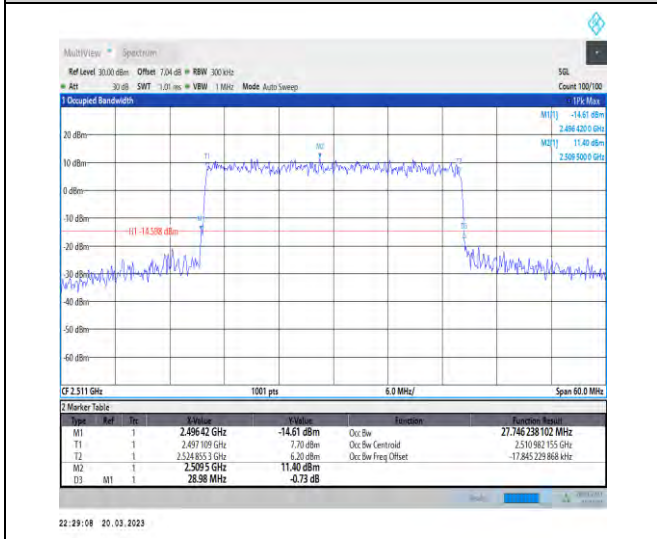 MultiView Spectrum
Ref Level 30.00 dBm Offset 7.04 dB RBW 300 kHz SGL
Att 30 dB SWT 1.01 ms VBW 1 MHz Mode Auto Sweep Count 100/100
1 Occupied Bandwidth 1Pk Max
M1[1] -14.61 dBm
2.496 420 0 GHz
M2[1] 11.40 dBm
2.509 500 0 GHz
20 dBm
M2
T1
10 dBm
0 dBm
-10 dBm
H1 -14.598 dBm
-20 dBm
-30 dBm
-40 dBm
-50 dBm
-60 dBm
CF 2.511 GHz 1001 pts 6.0 MHz/ Span 60.0 MHz
2 Marker Table
Type Ref Trc X-Value Y-Value Function Function Result
M1 1 2.496 42 GHz -14.61 dBm Occ Bw 27.746 238 102 MHz
T1 1 2.497 109 GHz 7.70 dBm Occ Bw Centroid 2.510 982 155 GHz
T2 1 2.524 855 3 GHz 6.20 dBm Occ Bw Freq Offset -17.845 229 868 kHz
M2 1 2.509 5 GHz 11.40 dBm
D3 M1 1 28.98 MHz -0.73 dB
22:29:08 20.03.2023